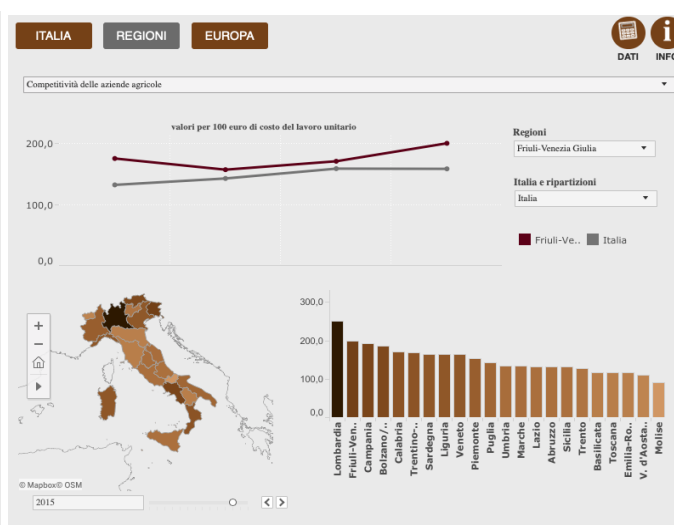 ITALIA
REGIONI
EUROPA
DATI
INFO
Competitività delle aziende agricole
valori per 100 euro di costo del lavoro unitario
200,0
100,0
0,0
Regioni
Friuli-Venezia Giulia
Italia e ripartizioni
Italia
Friuli-Ve.. Italia
© Mapbox© OSM
2015
300,0
200,0
100,0
0,0
Lombardia
Friuli-Ven..
Campania
Bolzano/..
Calabria
Trentino-..
Sardegna
Liguria
Veneto
Piemonte
Puglia
Umbria
Marche
Lazio
Abruzzo
Sicilia
Trento
Basilicata
Toscana
Emilia-Ro..
V. d'Aosta..
Molise